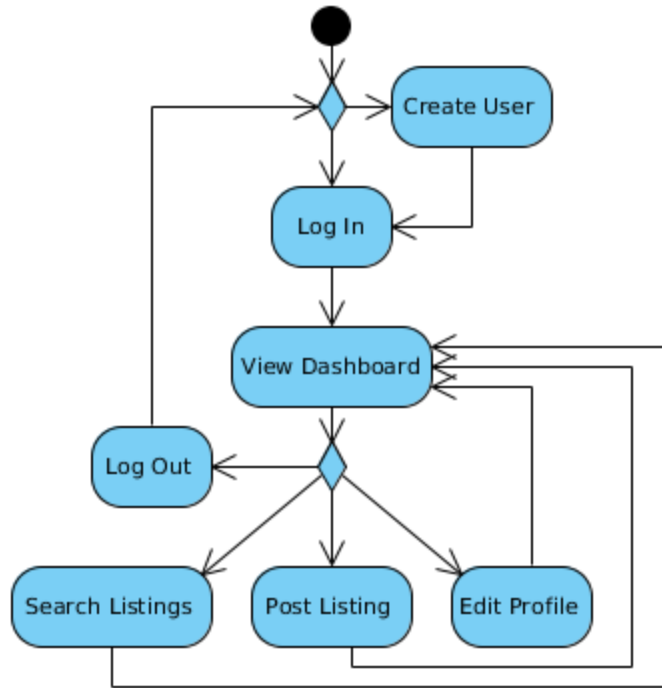 Create User
Log In
View Dashboard
Log Out
Search Listings
Post Listing
Edit Profile